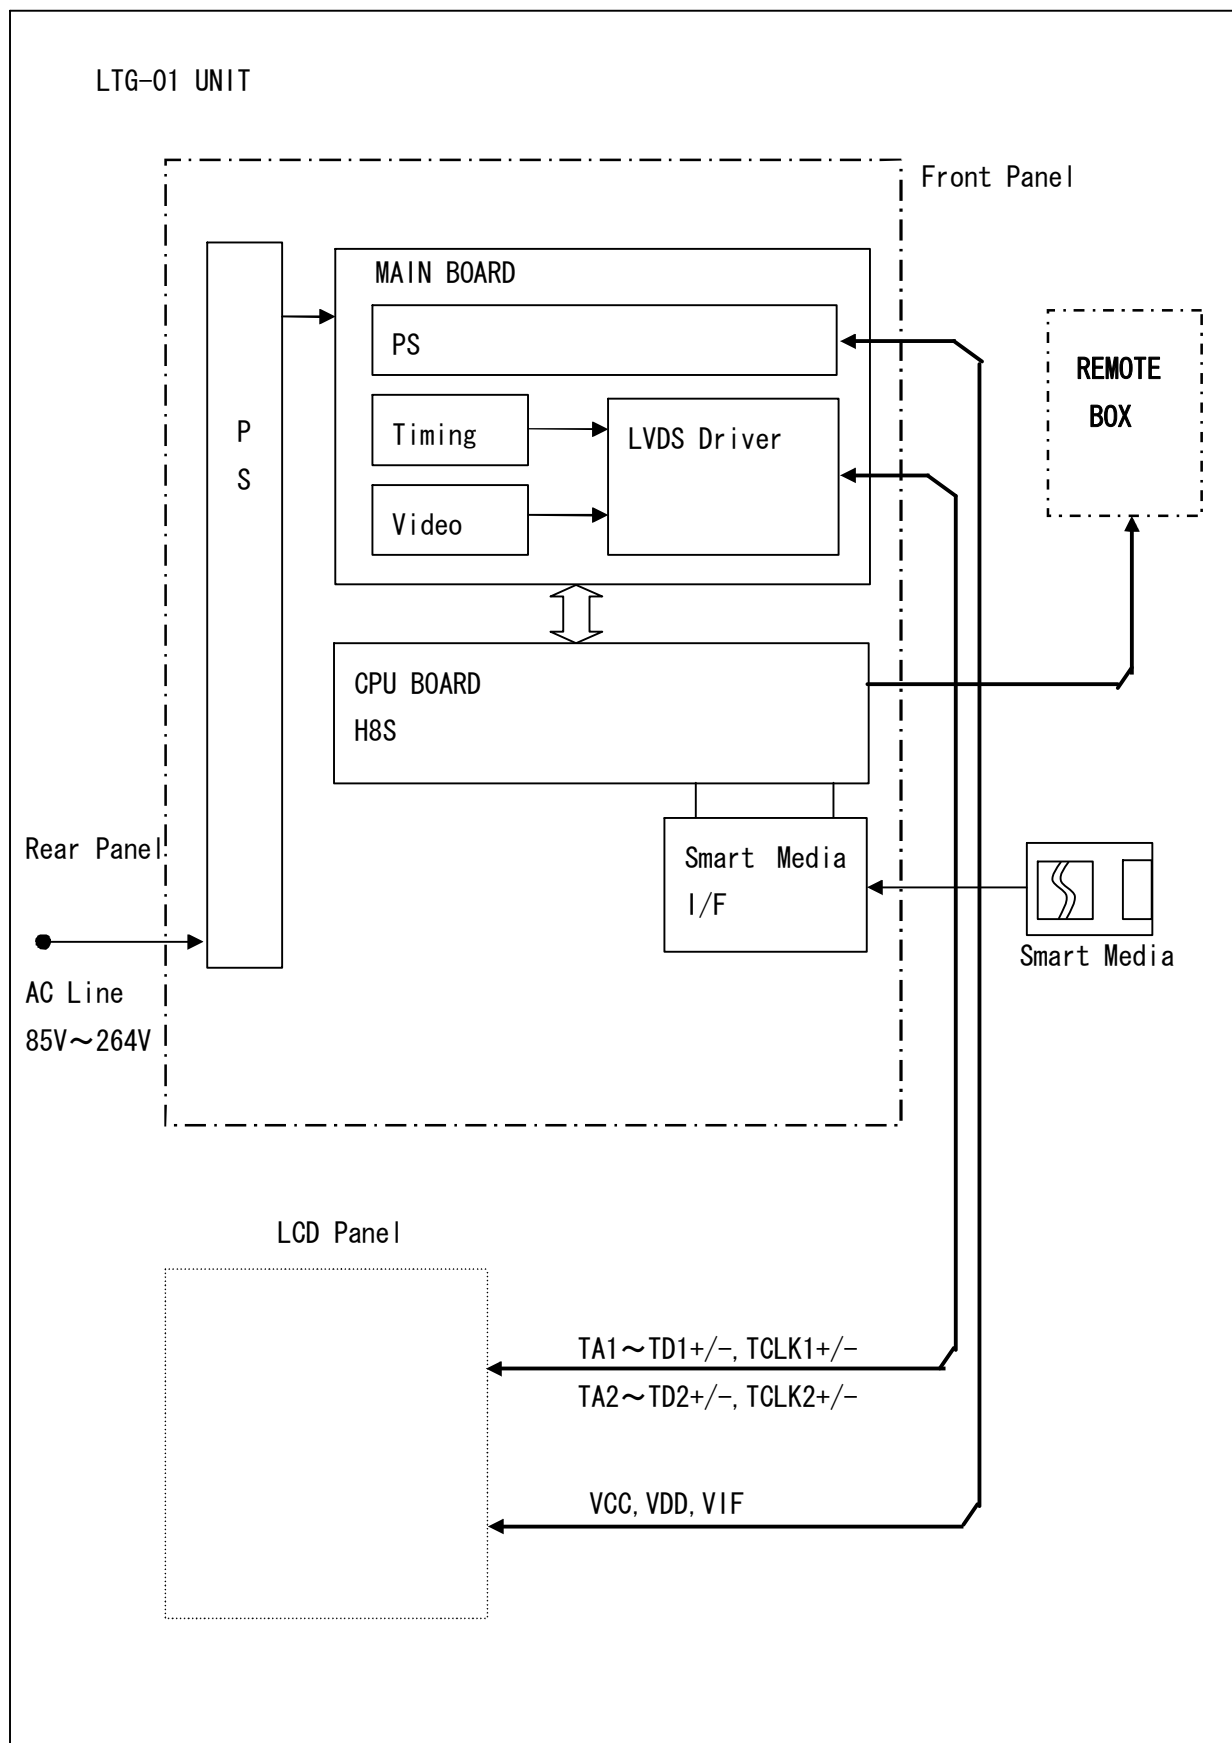 LTG-01 UNIT
Front Panel
MAIN BOARD
PS
REMOTE
BOX
P
S
Timing
LVDS Driver
Video
CPU BOARD
H8S
Rear Panel
Smart Media
I/F
Smart Media
AC Line
85V～264V
LCD Panel
TA1～TD1+/-, TCLK1+/-
TA2～TD2+/-, TCLK2+/-
VCC, VDD, VIF